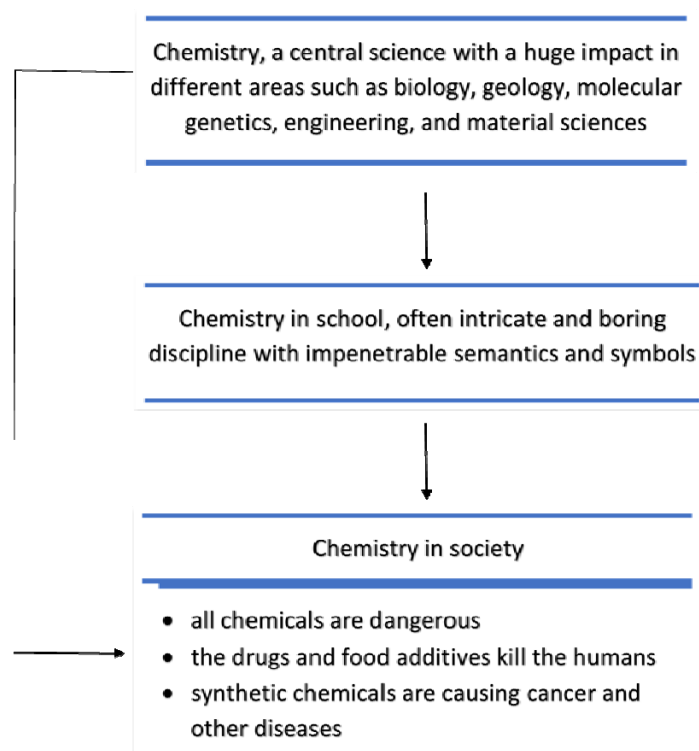 Chemistry, a central science with a huge impact in
different areas such as biology, geology, molecular
genetics, engineering, and material sciences
Chemistry in school, often intricate and boring
discipline with impenetrable semantics and symbols
Chemistry in society
• all chemicals are dangerous
• the drugs and food additives kill the humans
• synthetic chemicals are causing cancer and
other diseases